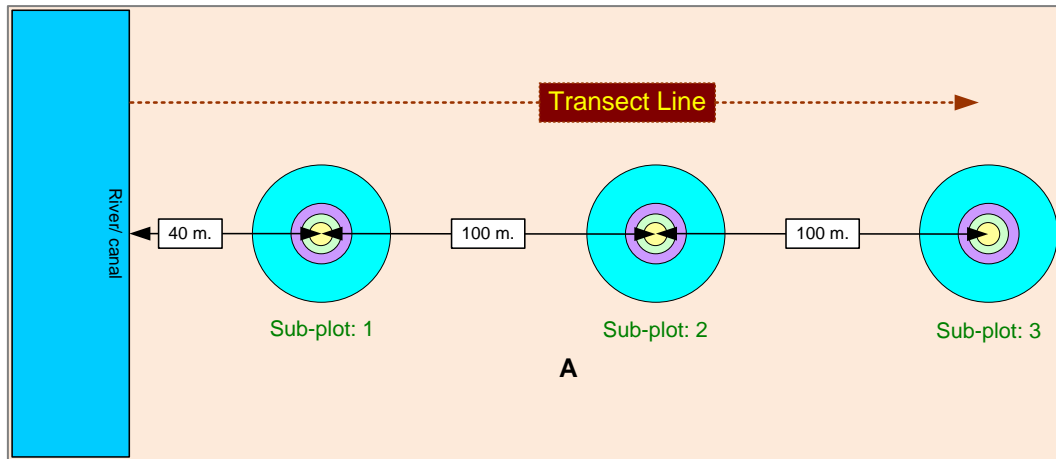 Transect Line
River/ canal
40 m.
100 m.
100 m.
Sub-plot: 1
Sub-plot: 2
Sub-plot: 3
A